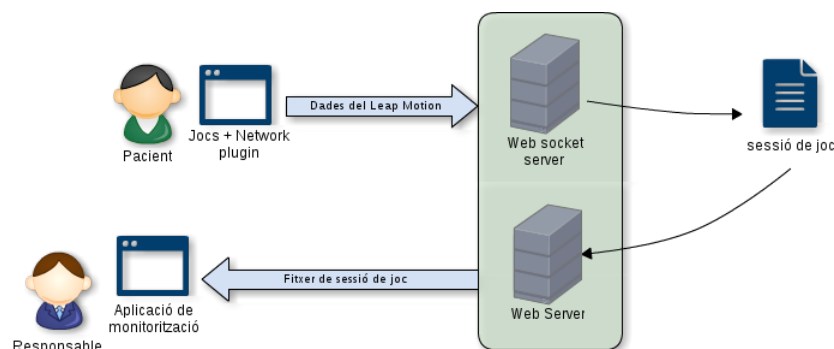 Dades del Leap Motion
Pacient
Jocs + Network
plugin
Web socket
server
sessió de joc
Fitxer de sessió de joc
Aplicació de
monitorització
Web Server
Responsable